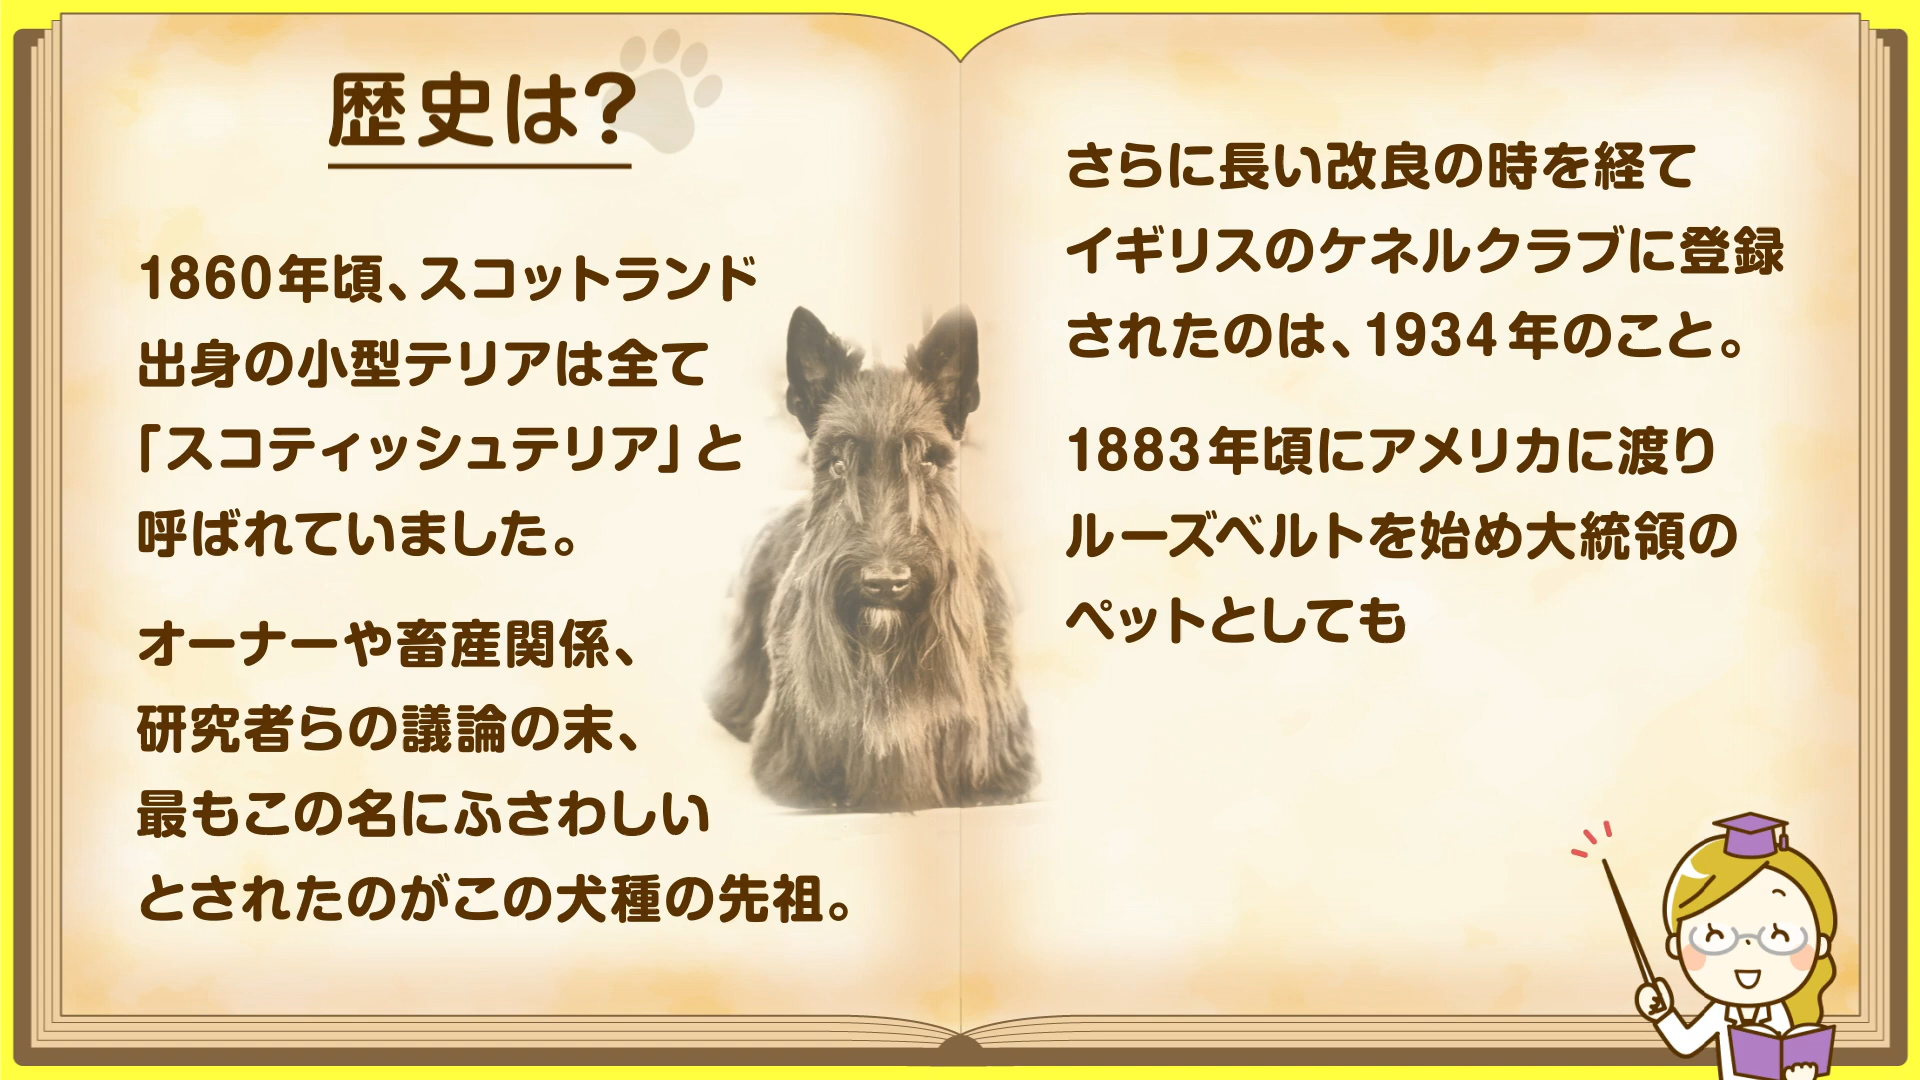 歴史は?
1860年頃、スコットランド
出身の小型テリアは全て
「スコティッシュテリア」と
呼ばれていました。
オーナーや畜産関係、
研究者らの議論の末、
最もこの名にふさわしい
とされたのがこの犬種の先祖。
さらに長い改良の時を経て
イギリスのケネルクラブに登録
されたのは、1934年のこと。
1883年頃にアメリカに渡り
ルーズベルトを始め大統領の
ペットとしても